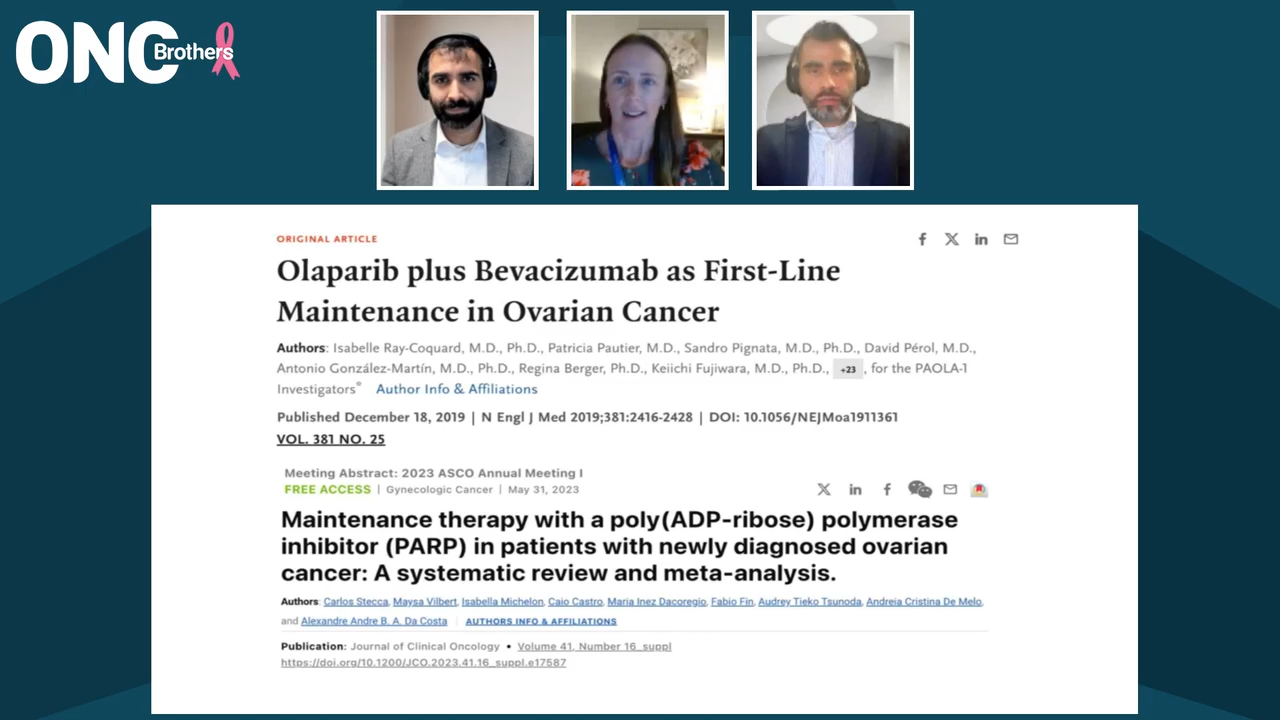 ONC Brothers
ORIGINAL ARTICLE
Olaparib plus Bevacizumab as First-Line
Maintenance in Ovarian Cancer
Authors: Isabelle Ray-Coquard, M.D., Ph.D., Patricia Pautier, M.D., Sandro Pignata, M.D., Ph.D., David Pérol, M.D.,
Antonio González-Martín, M.D., Ph.D., Regina Berger, Ph.D., Keiichi Fujiwara, M.D., Ph.D., +23, for the PAOLA-1
Investigators* Author Info & Affiliations
Published December 18, 2019 | N Engl J Med 2019;381:2416-2428 | DOI: 10.1056/NEJMoa1911361
VOL. 381 NO. 25
Meeting Abstract: 2023 ASCO Annual Meeting I
FREE ACCESS | Gynecologic Cancer | May 31, 2023
Maintenance therapy with a poly(ADP-ribose) polymerase
inhibitor (PARP) in patients with newly diagnosed ovarian
cancer: A systematic review and meta-analysis.
Authors: Carlos Stecca, Maysa Vilbert, Isabella Michelon, Caio Castro, Maria Inez Dacoregio, Fabio Fin, Audrey Tieko Tsunoda, Andreia Cristina De Melo,
and Alexandre Andre B. A. Da Costa | AUTHORS INFO & AFFILIATIONS
Publication: Journal of Clinical Oncology • Volume 41, Number 16_suppl
https://doi.org/10.1200/JCO.2023.41.16_suppl.e17587